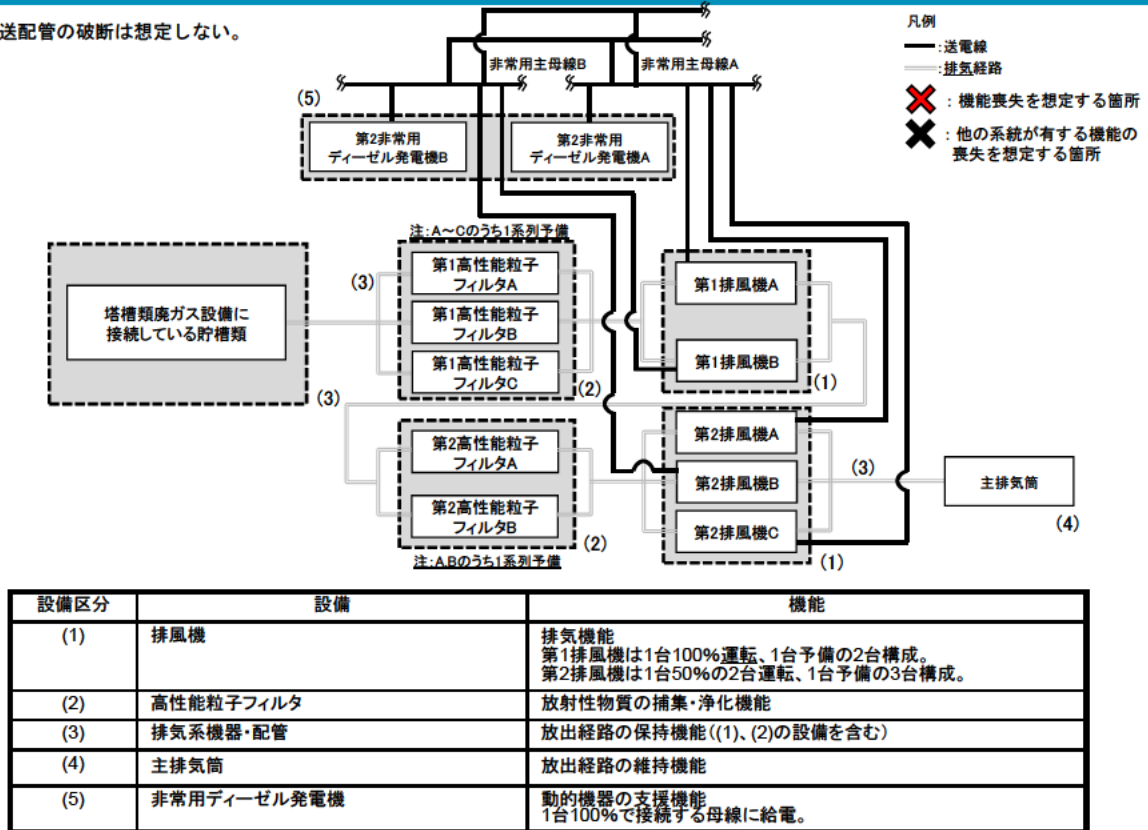 送配管の破断は想定しない。
凡例
:送電線
:排気経路
:機能喪失を想定する箇所
:他の系統が有する機能の
喪失を想定する箇所
非常用主母線B
非常用主母線A
(5)
第2非常用
ディーゼル発電機B
第2非常用
ディーゼル発電機A
注:A～Cのうち1系列予備
塔槽類廃ガス設備に
接続している貯槽類
(3)
(3)
第1高性能粒子
フィルタA
第1高性能粒子
フィルタB
第1高性能粒子
フィルタC
(2)
第1排風機A
第1排風機B
(1)
第2高性能粒子
フィルタA
第2高性能粒子
フィルタB
(2)
注:A,Bのうち1系列予備
第2排風機A
第2排風機B
第2排風機C
(1)
(3)
主排気筒
(4)
設備区分 設備 機能
(1) 排風機 排気機能
第1排風機は1台100%運転、1台予備の2台構成。
第2排風機は1台50%の2台運転、1台予備の3台構成。
(2) 高性能粒子フィルタ 放射性物質の捕集・浄化機能
(3) 排気系機器・配管 放出経路の保持機能((1)、(2)の設備を含む)
(4) 主排気筒 放出経路の維持機能
(5) 非常用ディーゼル発電機 動的機器の支援機能
1台100%で接続する母線に給電。